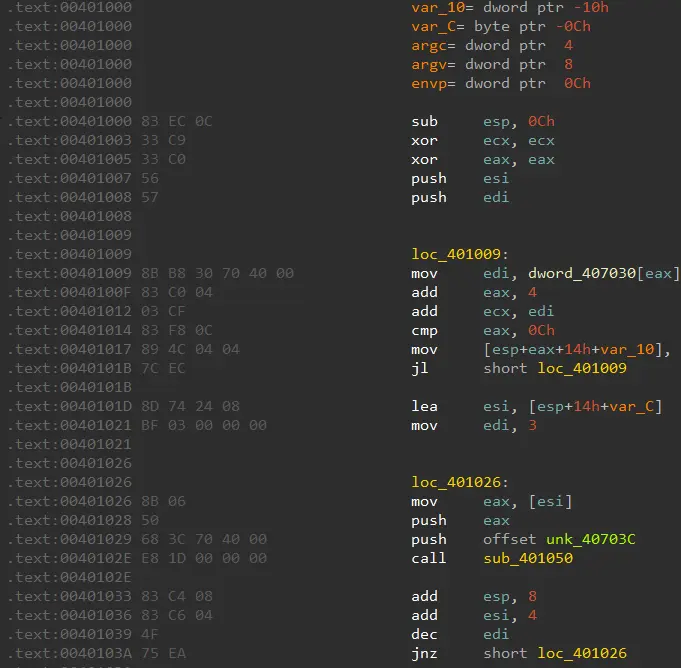 .text:00401000 var_10= dword ptr -10h
.text:00401000 var_C= byte ptr -0Ch
.text:00401000 argc= dword ptr  4
.text:00401000 argv= dword ptr  8
.text:00401000 envp= dword ptr  0Ch
.text:00401000
.text:00401000 83 EC 0C sub esp, 0Ch
.text:00401003 33 C9 xor ecx, ecx
.text:00401005 33 C0 xor eax, eax
.text:00401007 56 push esi
.text:00401008 57 push edi
.text:00401008
.text:00401009
.text:00401009 loc_401009:
.text:00401009 8B B8 30 70 40 00 mov edi, dword_407030[eax]
.text:0040100F 83 C0 04 add eax, 4
.text:00401012 03 CF add ecx, edi
.text:00401014 83 F8 0C cmp eax, 0Ch
.text:00401017 89 4C 04 04 mov [esp+eax+14h+var_10],
.text:0040101B 7C EC jl short loc_401009
.text:0040101B
.text:0040101D 8D 74 24 08 lea esi, [esp+14h+var_C]
.text:00401021 BF 03 00 00 00 mov edi, 3
.text:00401021
.text:00401026
.text:00401026 loc_401026:
.text:00401026 8B 06 mov eax, [esi]
.text:00401028 50 push eax
.text:00401029 68 3C 70 40 00 push offset unk_40703C
.text:0040102E E8 1D 00 00 00 call sub_401050
.text:0040102E
.text:00401033 83 C4 08 add esp, 8
.text:00401036 83 C6 04 add esi, 4
.text:00401039 4F dec edi
.text:0040103A 75 EA jnz short loc_401026